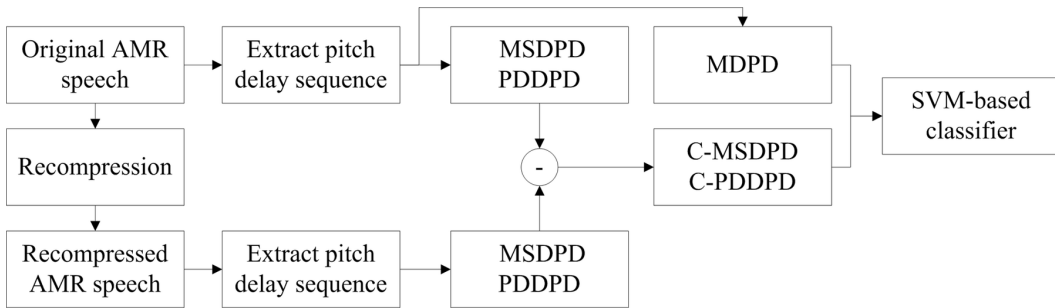 Original AMR
speech
Extract pitch
delay sequence
MSDPD
PDDPD
MDPD
SVM-based
classifier
Recompression
-
C-MSDPD
C-PDDPD
Recompressed
AMR speech
Extract pitch
delay sequence
MSDPD
PDDPD